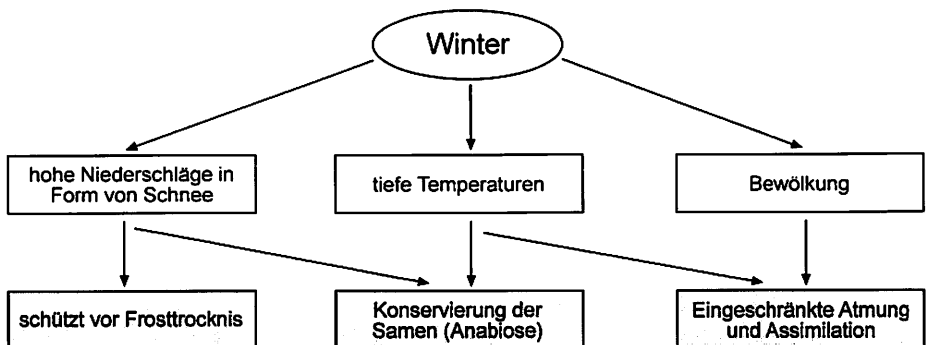 Winter
hohe Niederschläge in
Form von Schnee
tiefe Temperaturen
Bewölkung
schützt vor Frosttrocknis
Konservierung der
Samen (Anabiose)
Eingeschränkte Atmung
und Assimilation